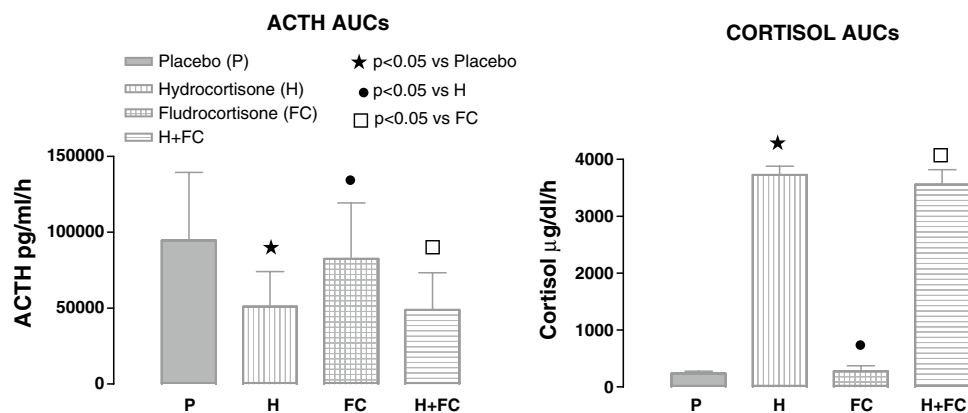 ACTH AUCs
Placebo (P)
Hydrocortisone (H)
Fludrocortisone (FC)
H+FC
★ p<0.05 vs Placebo
● p<0.05 vs H
□ p<0.05 vs FC
ACTH pg/ml/h
150000
100000
50000
0
P H FC H+FC
CORTISOL AUCs
Cortisol µg/dl/h
4000
3000
2000
1000
0
P H FC H+FC